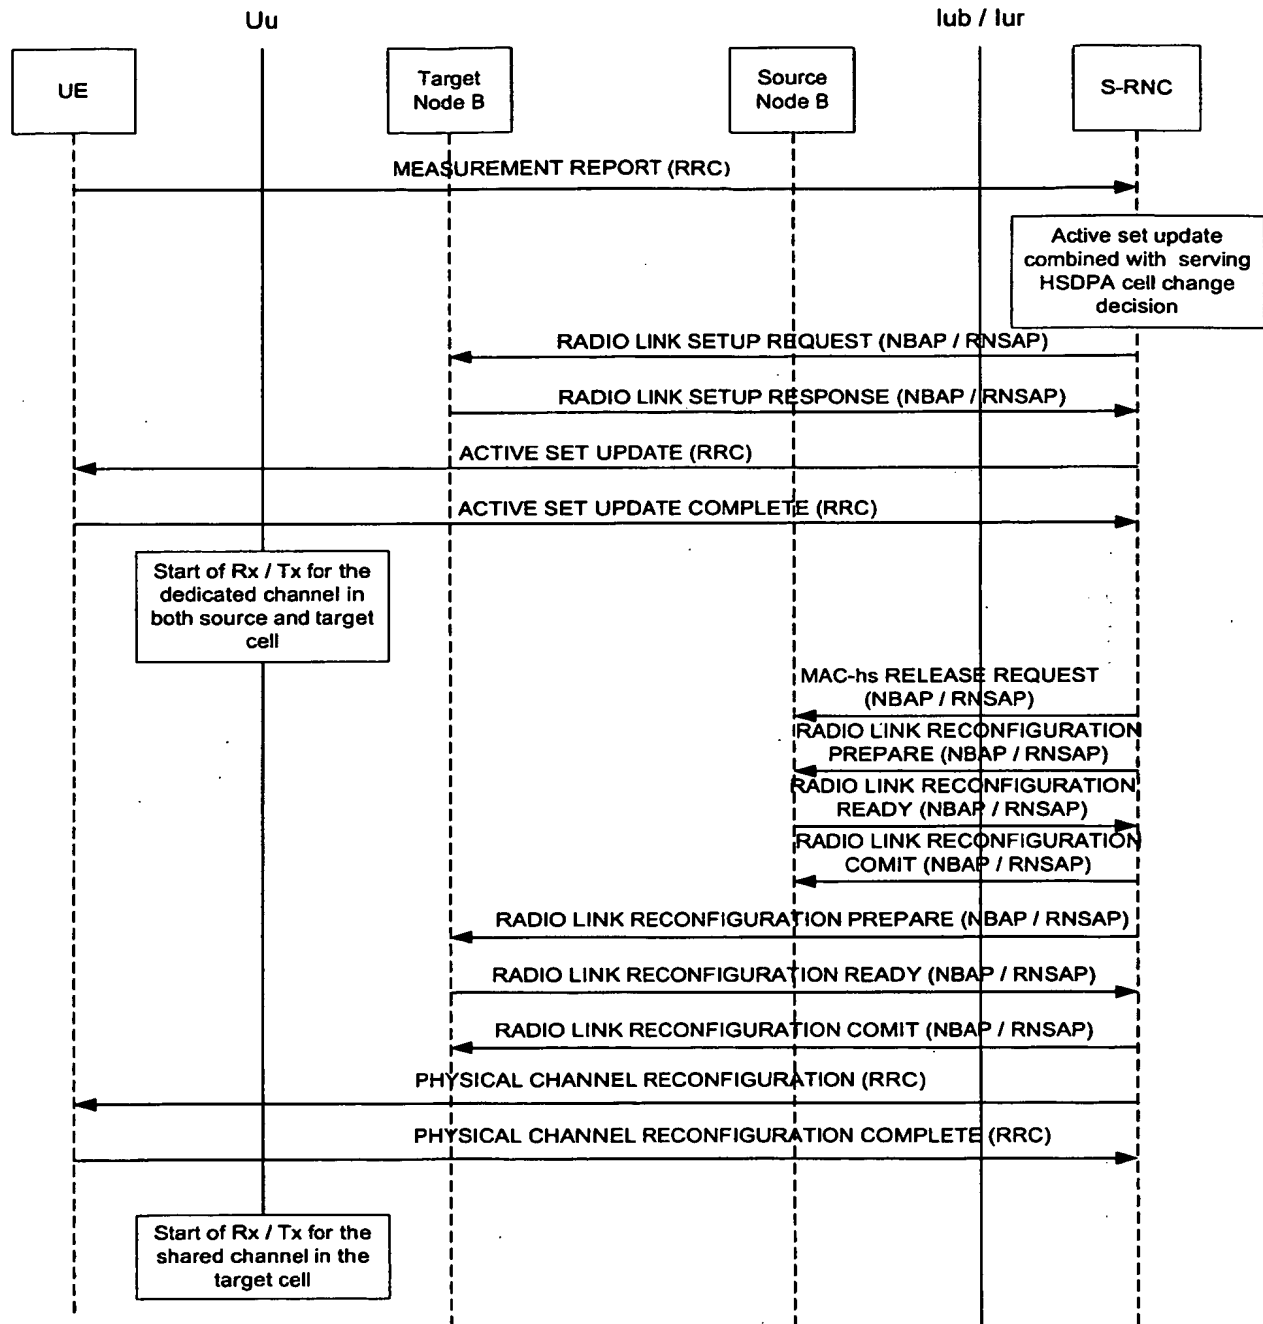 Uu
Iub / Iur
UE
Target
Node B
Source
Node B
S-RNC
MEASUREMENT REPORT (RRC)
Active set update
combined with serving
HSDPA cell change
decision
RADIO LINK SETUP REQUEST (NBAP / RNSAP)
RADIO LINK SETUP RESPONSE (NBAP / RNSAP)
ACTIVE SET UPDATE (RRC)
ACTIVE SET UPDATE COMPLETE (RRC)
Start of Rx / Tx for the
dedicated channel in
both source and target
cell
MAC-hs RELEASE REQUEST
(NBAP / RNSAP)
RADIO LINK RECONFIGURATION
PREPARE (NBAP / RNSAP)
RADIO LINK RECONFIGURATION
READY (NBAP / RNSAP)
RADIO LINK RECONFIGURATION
COMIT (NBAP / RNSAP)
RADIO LINK RECONFIGURATION PREPARE (NBAP / RNSAP)
RADIO LINK RECONFIGURATION READY (NBAP / RNSAP)
RADIO LINK RECONFIGURATION COMIT (NBAP / RNSAP)
PHYSICAL CHANNEL RECONFIGURATION (RRC)
PHYSICAL CHANNEL RECONFIGURATION COMPLETE (RRC)
Start of Rx / Tx for the
shared channel in the
target cell